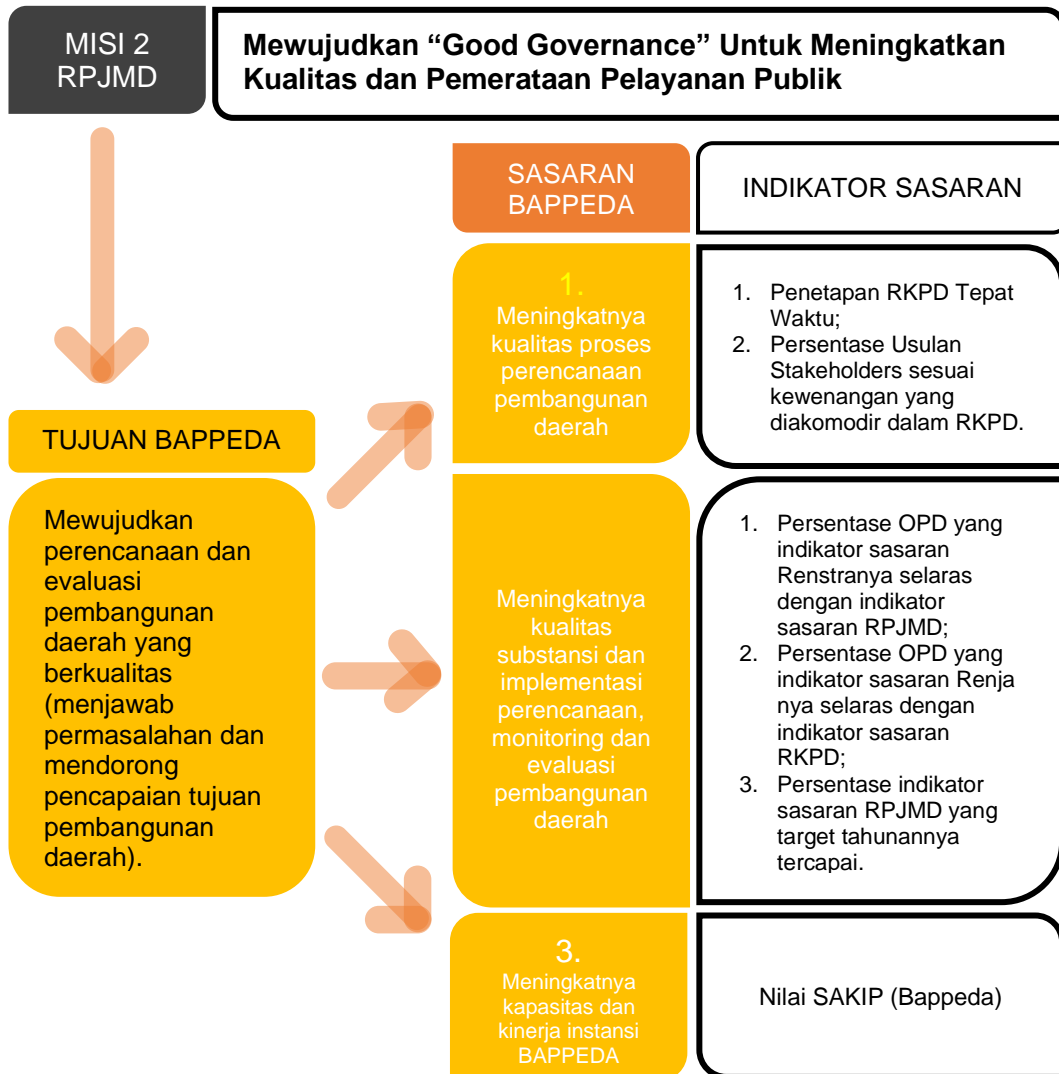 MISI 2
RPJMD
Mewujudkan “Good Governance” Untuk Meningkatkan
Kualitas dan Pemerataan Pelayanan Publik
SASARAN
BAPPEDA
INDIKATOR SASARAN
1.
Meningkatnya
kualitas proses
perencanaan
pembangunan
daerah
1. Penetapan RKPD Tepat
Waktu;
2. Persentase Usulan
Stakeholders sesuai
kewenangan yang
diakomodir dalam RKPD.
TUJUAN BAPPEDA
Mewujudkan
perencanaan dan
evaluasi
pembangunan
daerah yang
berkualitas
(menjawab
permasalahan dan
mendorong
pencapaian tujuan
pembangunan
daerah).
Meningkatnya
kualitas
substansi dan
implementasi
perencanaan,
monitoring dan
evaluasi
pembangunan
daerah
1. Persentase OPD yang
indikator sasaran
Renstranya selaras
dengan indikator
sasaran RPJMD;
2. Persentase OPD yang
indikator sasaran Renja
nya selaras dengan
indikator sasaran
RKPD;
3. Persentase indikator
sasaran RPJMD yang
target tahunannya
tercapai.
3.
Meningkatnya
kapasitas dan
kinerja instansi
BAPPEDA
Nilai SAKIP (Bappeda)